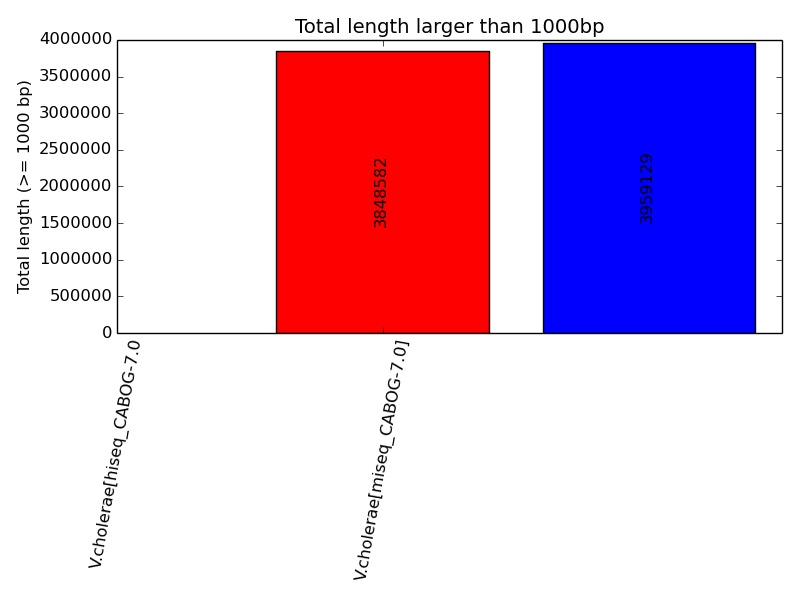 Total length larger than 1000bp
Total length (>= 1000 bp)
4000000
3500000
3000000
2500000
2000000
1500000
1000000
500000
0
3848582
3959129
V.cholerae[hiseq_CABOG-7.0
V.cholerae[miseq_CABOG-7.0]